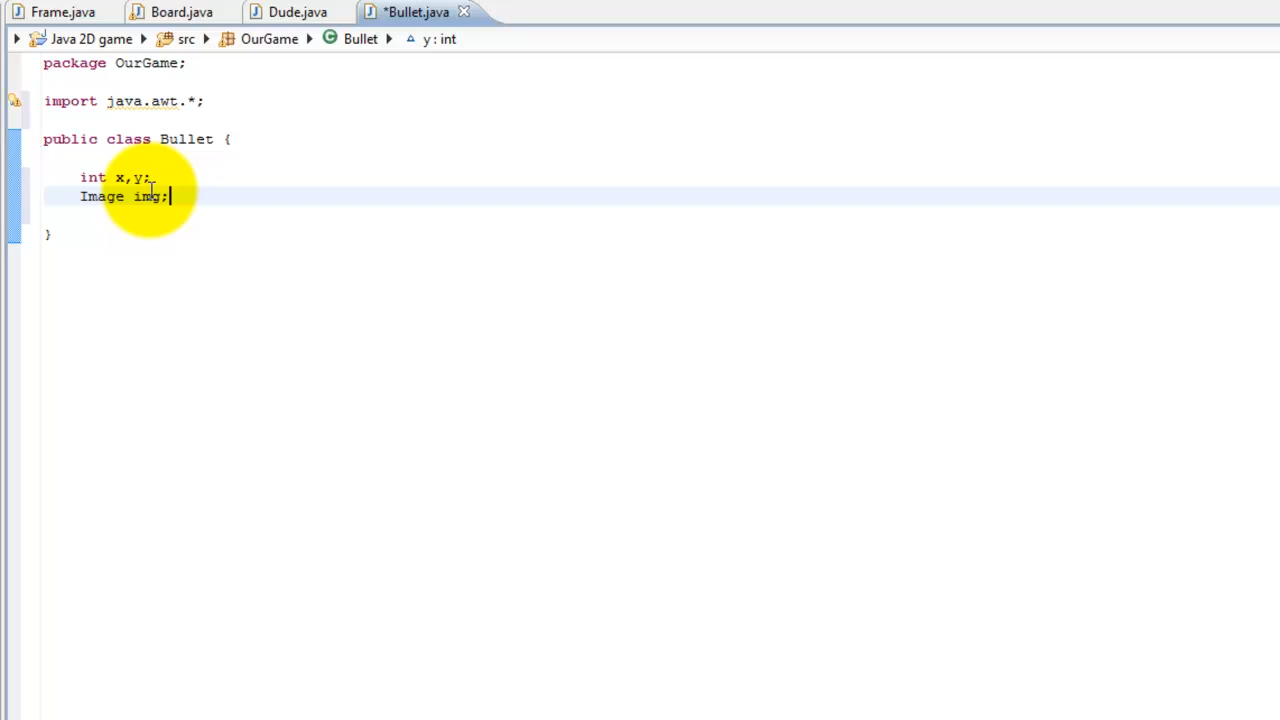 Frame.java Board.java Dude.java *Bullet.java
Java 2D game src OurGame Bullet y : int
package OurGame;
import java.awt.*;
public class Bullet {
int x,y;
Image img;
}